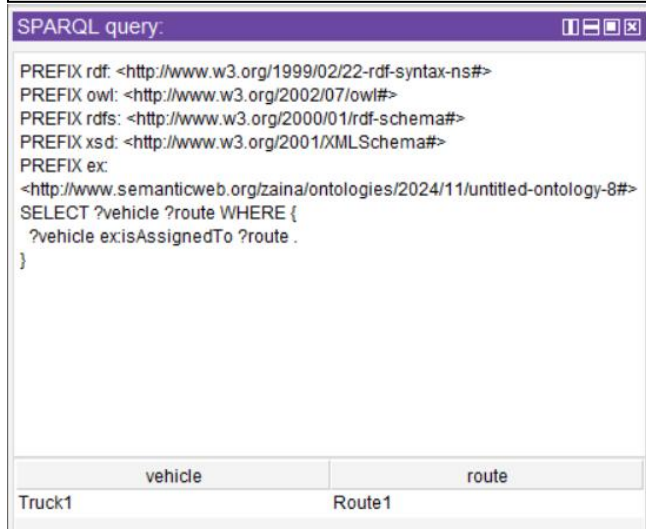 SPARQL query:
PREFIX rdf: <http://www.w3.org/1999/02/22-rdf-syntax-ns#>
PREFIX owl: <http://www.w3.org/2002/07/owl#>
PREFIX rdfs: <http://www.w3.org/2000/01/rdf-schema#>
PREFIX xsd: <http://www.w3.org/2001/XMLSchema#>
PREFIX ex:
<http://www.semanticweb.org/zaina/ontologies/2024/11/untitled-ontology-8#>
SELECT ?vehicle ?route WHERE {
?vehicle ex:isAssignedTo ?route .
}
vehicle route
Truck1 Route1